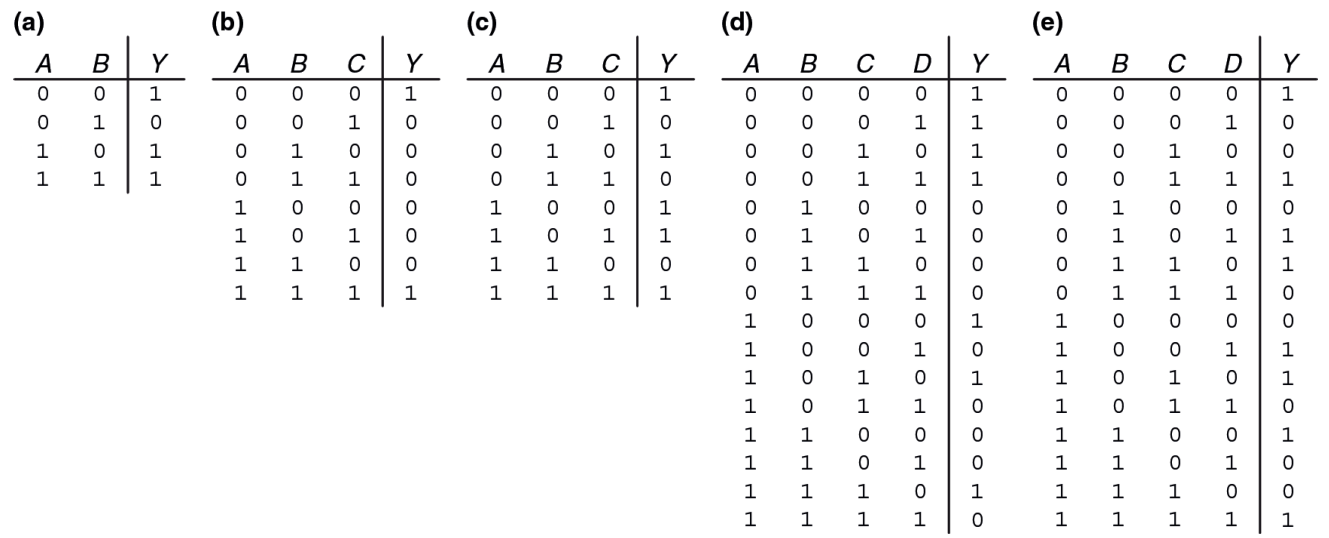 (a) (b) (c) (d) (e)
A B Y A B C Y A B C Y A B C D Y A B C D Y
0 0 1 0 0 0 1 0 0 0 1 0 0 0 0 1 0 0 0 0 1
0 1 0 0 0 1 0 0 0 1 0 0 0 0 1 1 0 0 0 1 0
1 0 1 0 1 0 0 0 1 0 1 0 0 1 0 1 0 0 1 0 0
1 1 1 0 1 1 0 0 1 1 0 0 0 1 1 1 0 0 1 1 1
1 0 0 0 1 0 0 1 0 1 0 0 0 0 1 0 0 0
1 0 1 0 1 0 1 1 0 1 0 1 0 0 1 0 1 1
1 1 0 0 1 1 0 0 0 1 1 0 0 0 1 1 0 1
1 1 1 1 1 1 1 1 0 1 1 1 0 0 1 1 1 0
1 0 0 0 1 1 0 0 0 0
1 0 0 1 0 1 0 0 1 1
1 0 1 0 1 1 0 1 0 1
1 0 1 1 0 1 0 1 1 0
1 1 0 0 0 1 1 0 0 1
1 1 0 1 0 1 1 0 1 0
1 1 1 0 1 1 1 1 0 0
1 1 1 1 0 1 1 1 1 1